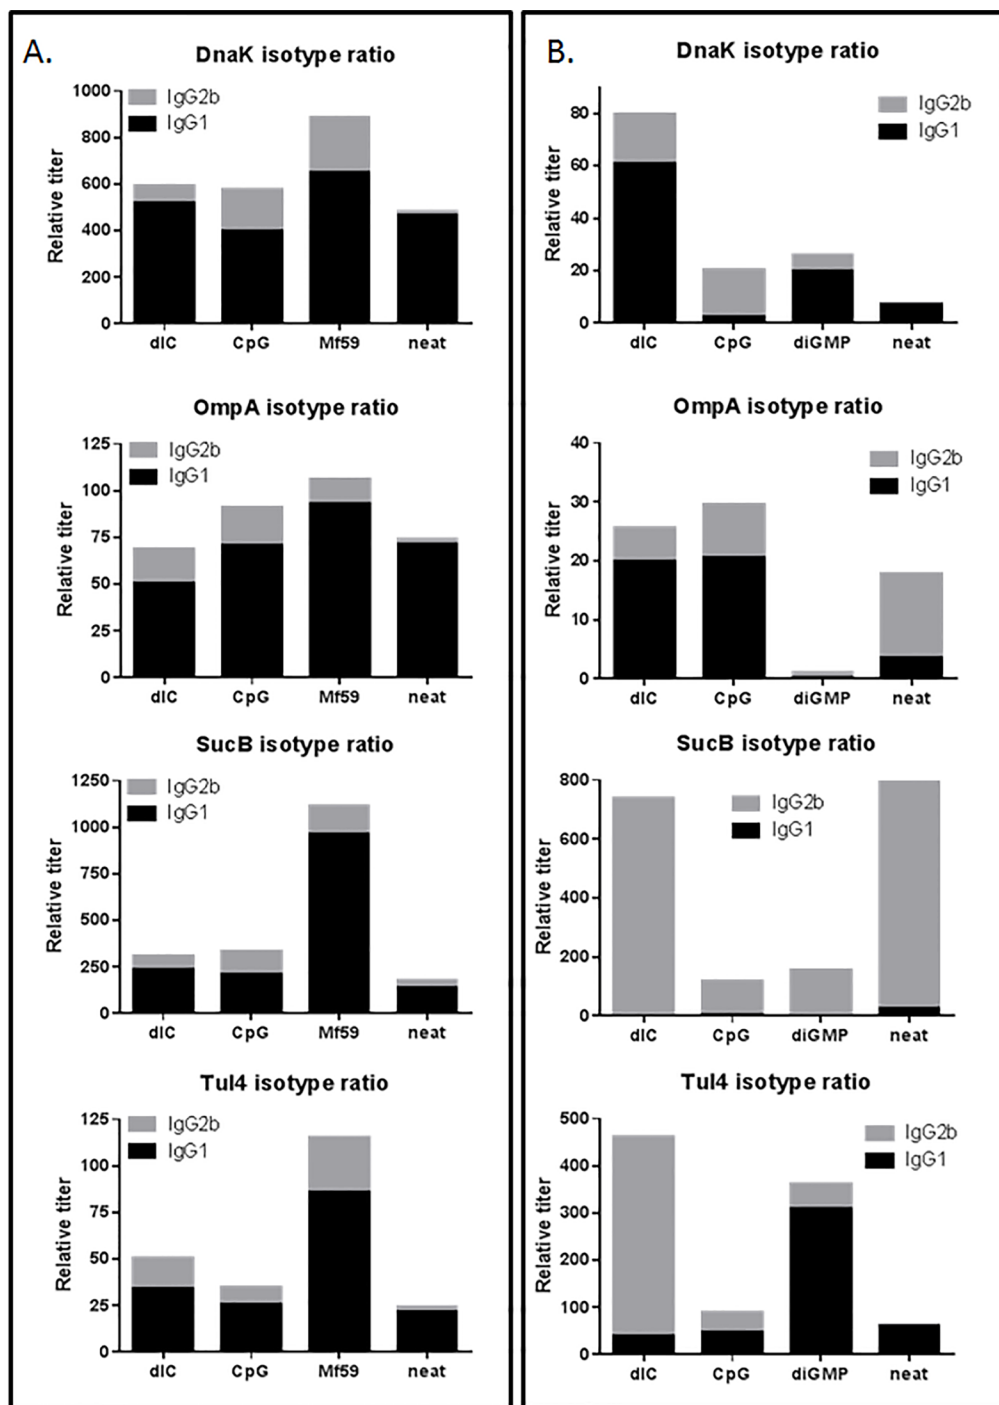 A.
DnaK isotype ratio
IgG2b
IgG1
Relative titer
1000
800
600
400
200
0
dIC CpG Mf59 neat
OmpA isotype ratio
IgG2b
IgG1
Relative titer
125
100
75
50
25
0
dIC CpG Mf59 neat
SucB isotype ratio
IgG2b
IgG1
Relative titer
1250
1000
750
500
250
0
dIC CpG Mf59 neat
Tul4 isotype ratio
IgG2b
IgG1
Relative titer
125
100
75
50
25
0
dIC CpG Mf59 neat
B.
DnaK isotype ratio
IgG2b
IgG1
Relative titer
80
60
40
20
0
dIC CpG diGMP neat
OmpA isotype ratio
IgG2b
IgG1
Relative titer
40
30
20
10
0
dIC CpG diGMP neat
SucB isotype ratio
IgG2b
IgG1
Relative titer
800
600
400
200
0
dIC CpG diGMP neat
Tul4 isotype ratio
IgG2b
IgG1
Relative titer
500
400
300
200
100
0
dIC CpG diGMP neat